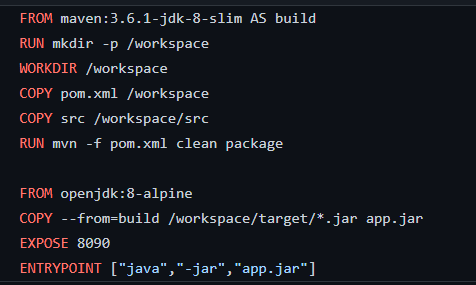 FROM maven:3.6.1-jdk-8-slim AS build
RUN mkdir -p /workspace
WORKDIR /workspace
COPY pom.xml /workspace
COPY src /workspace/src
RUN mvn -f pom.xml clean package
FROM openjdk:8-alpine
COPY --from=build /workspace/target/*.jar app.jar
EXPOSE 8090
ENTRYPOINT ["java","-jar","app.jar"]